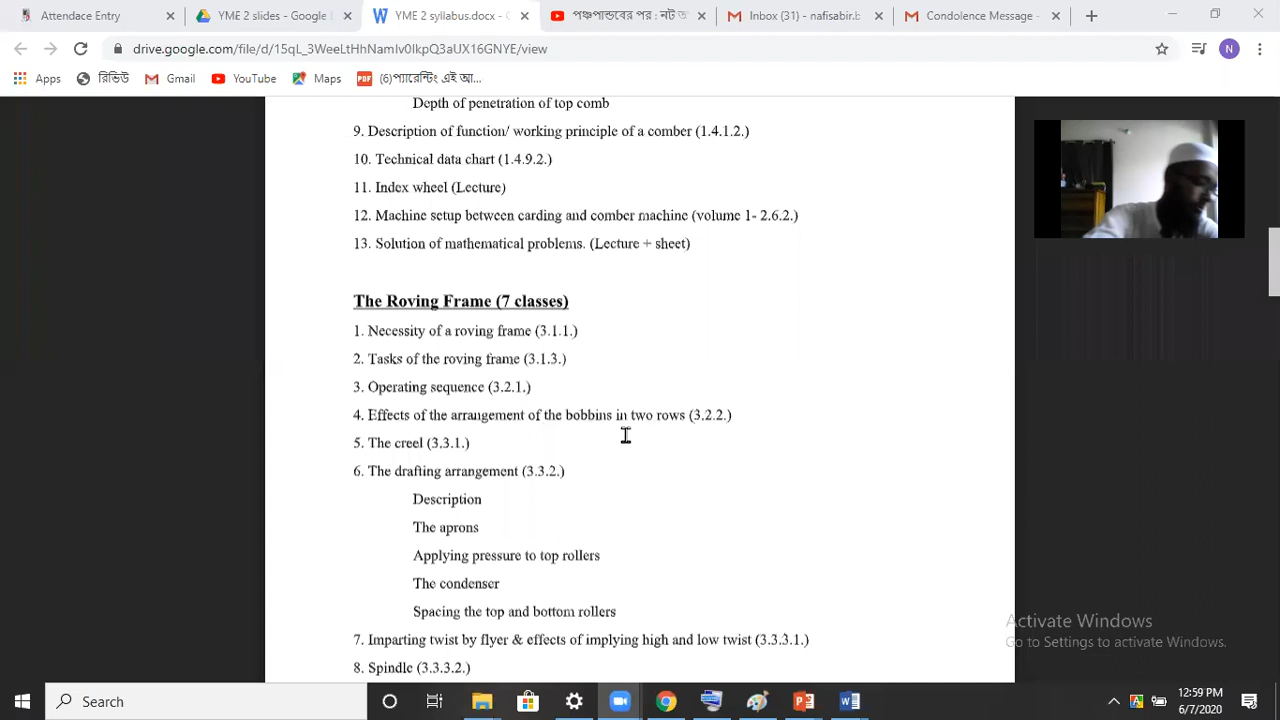 Attendace Entry
YME 2 slides - Google
YME 2 syllabus.docx -
পঞ্চপান্ডবের পর : নট
Inbox (31) - nafisabir.b
Condolence Message -
drive.google.com/file/d/15qL_3WeeLtHhNamIv0lkpQ3aUX16GNYE/view
N
Apps
রিভিউ
Gmail
YouTube
Maps
PDF
(6)প্যারেন্টিং এই আ...
Depth of penetration of top comb
9. Description of function/ working principle of a comber (1.4.1.2.)
10. Technical data chart (1.4.9.2.)
11. Index wheel (Lecture)
12. Machine setup between carding and comber machine (volume 1- 2.6.2.)
13. Solution of mathematical problems. (Lecture + sheet)
The Roving Frame (7 classes)
1. Necessity of a roving frame (3.1.1.)
2. Tasks of the roving frame (3.1.3.)
3. Operating sequence (3.2.1.)
4. Effects of the arrangement of the bobbins in two rows (3.2.2.)
5. The creel (3.3.1.)
6. The drafting arrangement (3.3.2.)
Description
The aprons
Applying pressure to top rollers
The condenser
Spacing the top and bottom rollers
7. Imparting twist by flyer & effects of implying high and low twist (3.3.3.1.)
8. Spindle (3.3.3.2.)
Activate Windows
Go to Settings to activate Windows.
Search
12:59 PM
6/7/2020